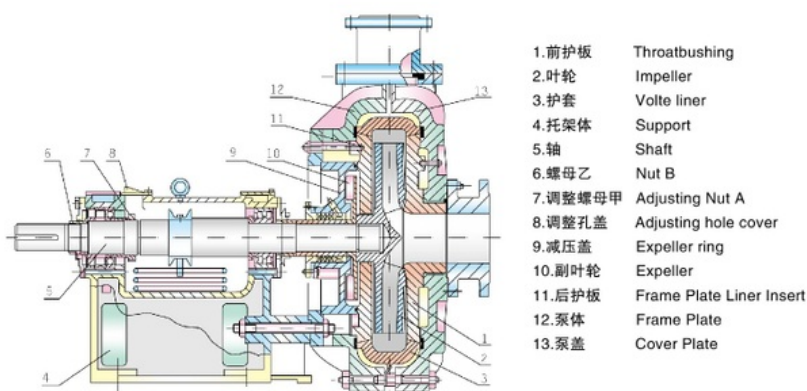 1.前护板 Throatbushing
2.叶轮 Impeller
3.护套 Volte liner
4.托架体 Support
5.轴 Shaft
6.螺母乙 Nut B
7.调整螺母甲 Adjusting Nut A
8.调整孔盖 Adjusting hole cover
9.减压盖 Expeller ring
10.副叶轮 Expeller
11.后护板 Frame Plate Liner Insert
12.泵体 Frame Plate
13.泵盖 Cover Plate
12
13
11
10
6
7
8
9
5
4
1
2
3